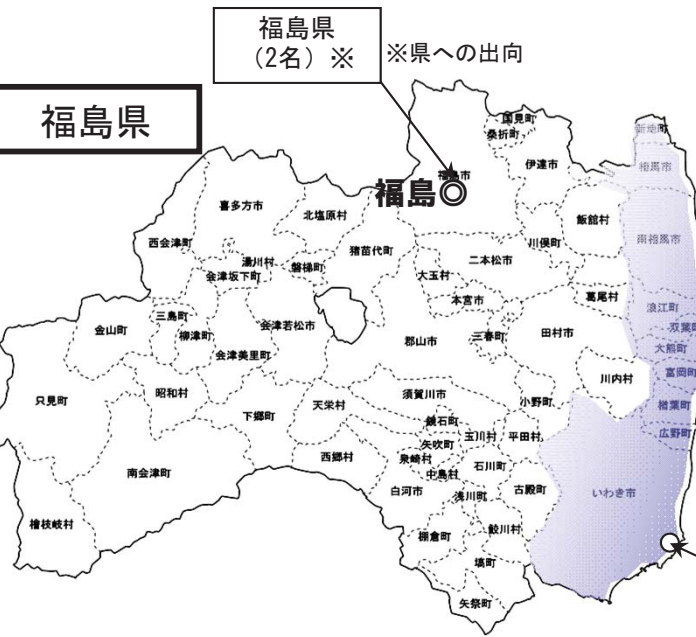 福島県
(2名)※
※県への出向
福島県
国見町
桑折町
新地町
伊達市
相馬市
福島市
福島◎
喜多方市
北塩原村
飯舘村
西会津町
猪苗代町
川俣町
南相馬市
湯川村
磐梯町
二本松市
会津坂下町
大玉村
本宮市
葛尾村
浪江町
三島町
金山町
柳津町
会津若松市
三春町
田村市
双葉町
郡山市
大熊町
会津美里町
川内村
富岡町
只見町
昭和村
須賀川市
小野町
楢葉町
下郷町
天栄村
鏡石町
広野町
矢吹町
玉川村
平田村
西郷村
泉崎村
南会津町
中島村
石川町
白河市
浅川町
古殿町
いわき市
檜枝岐村
棚倉町
鮫川村
塙町
矢祭町